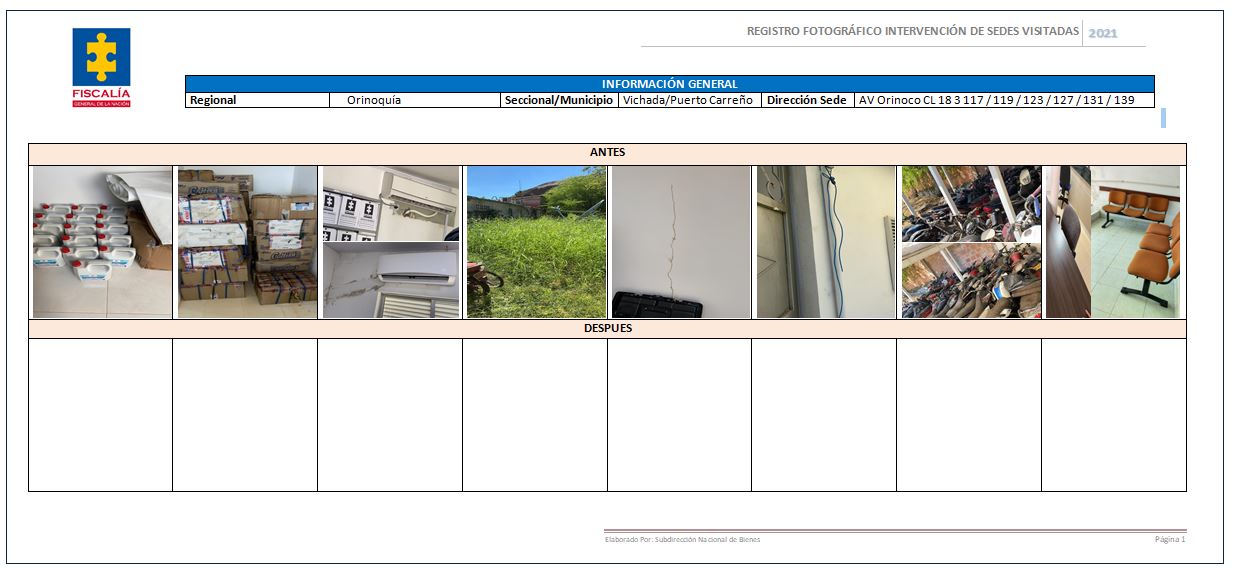 REGISTRO FOTOGRÁFICO INTERVENCIÓN DE SEDES VISITADAS 2021
FISCALÍA
GENERAL DE LA NACIÓN
INFORMACIÓN GENERAL
Regional Orinoquía Seccional/Municipio Vichada/Puerto Carreño Dirección Sede AV Orinoco CL 18 3 117 / 119 / 123 / 127 / 131 / 139
ANTES
DESPUES
Elaborado Por: Subdirección Nacional de Bienes Página 1